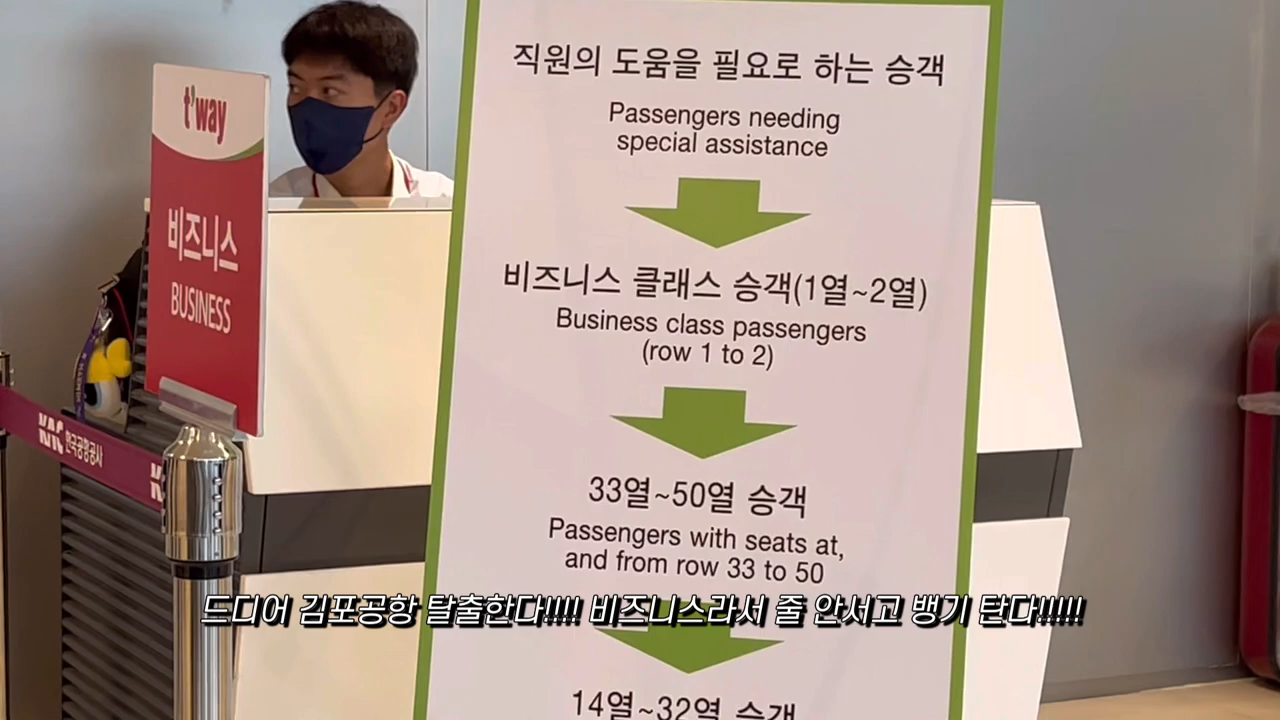 직원의 도움을 필요로 하는 승객
Passengers needing
special assistance
t'way
비즈니스
BUSINESS
비즈니스 클래스 승객(1열~2열)
Business class passengers
(row 1 to 2)
KAC 한국공항공사
33열~50열 승객
Passengers with seats at,
and from row 33 to 50
드디어 김포공항 탈출한다!!!!! 비즈니스라서 줄 안서고 뱅기 탄다!!!!!!
14열~32열 승객